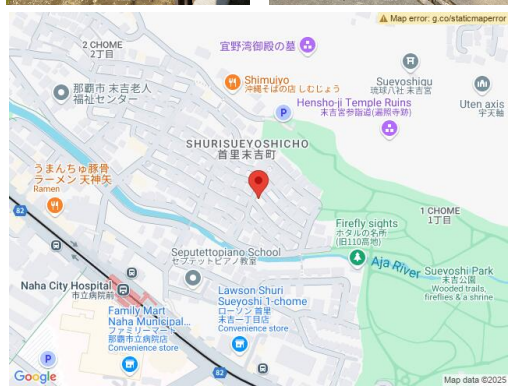 Map error: g.co/staticmaperror
2 CHOME
2丁目
宜野湾御殿の墓
Sueyoshigu
琉球八社 末吉宮
Shimuiyo
沖縄そばの店 しむじょう
那覇市 末吉老人
福祉センター
Hensho-ji Temple Ruins
末吉宮参詣道(遍照寺跡)
Uten axis
宇天軸
P
SHURISUEYOSHICHO
首里末吉町
うまんちゅ豚骨
ラーメン 天神矢
Ramen
82
1 CHOME
1丁目
Firefly sights
ホタルの名所
(旧110高地)
Aja River
Seputettopiano School
セプテットピアノ教室
Sueyoshi Park
末吉公園
Wooded trails,
fireflies & a shrine
Naha City Hospital
市立病院前
Lawson Shuri
Sueyoshi 1-chome
ローソン 首里
末吉一丁目店
Convenience store
Family Mart
Naha Municipal...
ファミリーマート
那覇市立病院店
Convenience store
82
P
Google
Map data ©2025